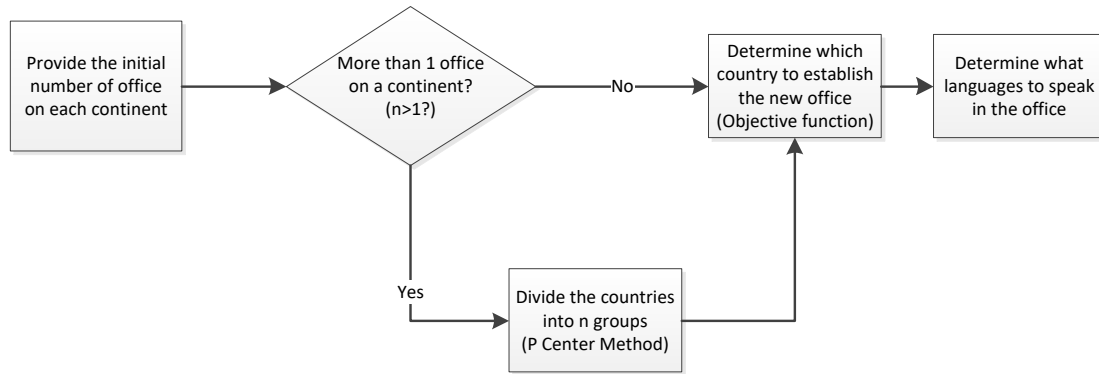 Provide the initial
number of office
on each continent
More than 1 office
on a continent?
(n>1?)
No
Determine which
country to establish
the new office
(Objective function)
Determine what
languages to speak
in the office
Yes
Divide the countries
into n groups
(P Center Method)